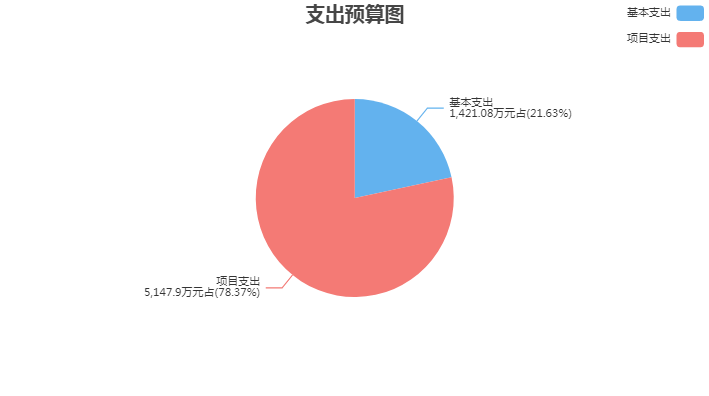 支出预算图
基本支出
项目支出
基本支出
1,421.08万元占(21.63%)
项目支出
5,147.9万元占(78.37%)